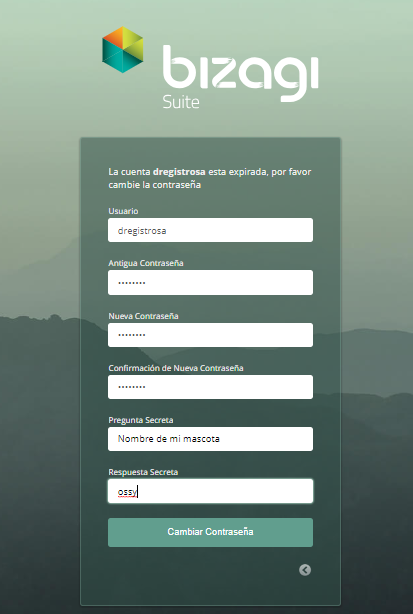 bizagi
Suite
La cuenta dregistrosa esta expirada, por favor
cambie la contraseña
Usuario
dregistrosa
Antigua Contraseña
••••••••
Nueva Contraseña
••••••••
Confirmación de Nueva Contraseña
••••••••
Pregunta Secreta
Nombre de mi mascota
Respuesta Secreta
ossy
Cambiar Contraseña